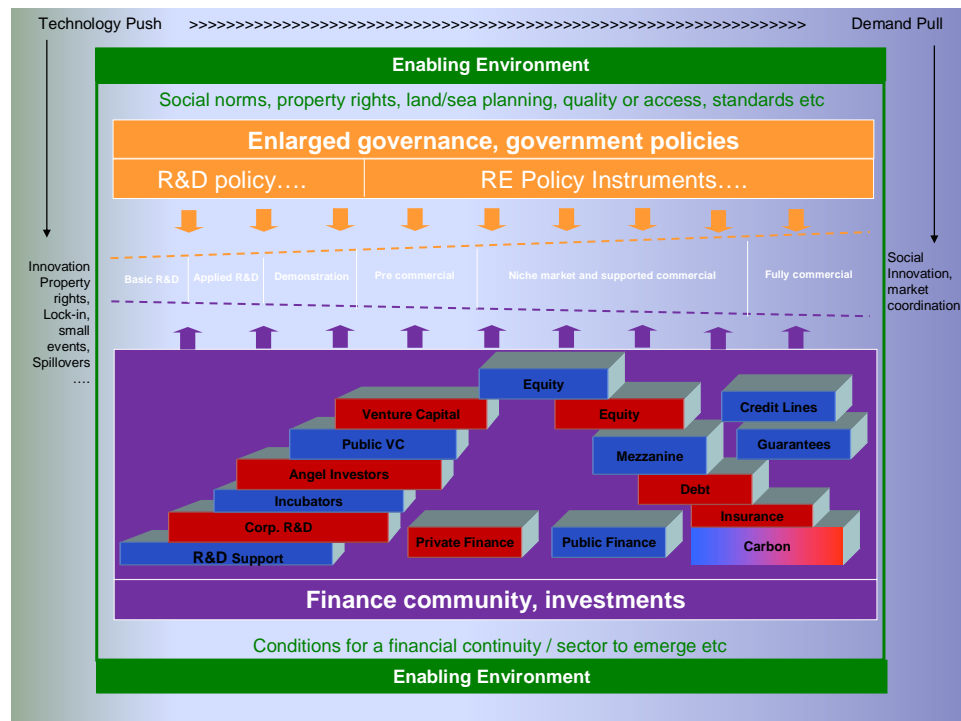 Technology Push >>>>>>>>>>>>>>>>>>>>>>>>>>>>>>>>>>>>>>>>>>>>>>>>>>>>>>>>>>>>>>>>>>>>>>>>>>> Demand Pull
Enabling Environment
Social norms, property rights, land/sea planning, quality or access, standards etc
Enlarged governance, government policies
R&D policy….
RE Policy Instruments….
Innovation
Property
rights,
Lock-in,
small
events,
Spillovers
….
Basic R&D
Applied R&D
Demonstration
Pre commercial
Niche market and supported commercial
Fully commercial
Social
Innovation,
market
coordination
Equity
Venture Capital
Equity
Credit Lines
Public VC
Mezzanine
Guarantees
Angel Investors
Debt
Incubators
Insurance
Corp. R&D
Private Finance
Public Finance
Carbon
R&D Support
Finance community, investments
Conditions for a financial continuity / sector to emerge etc
Enabling Environment